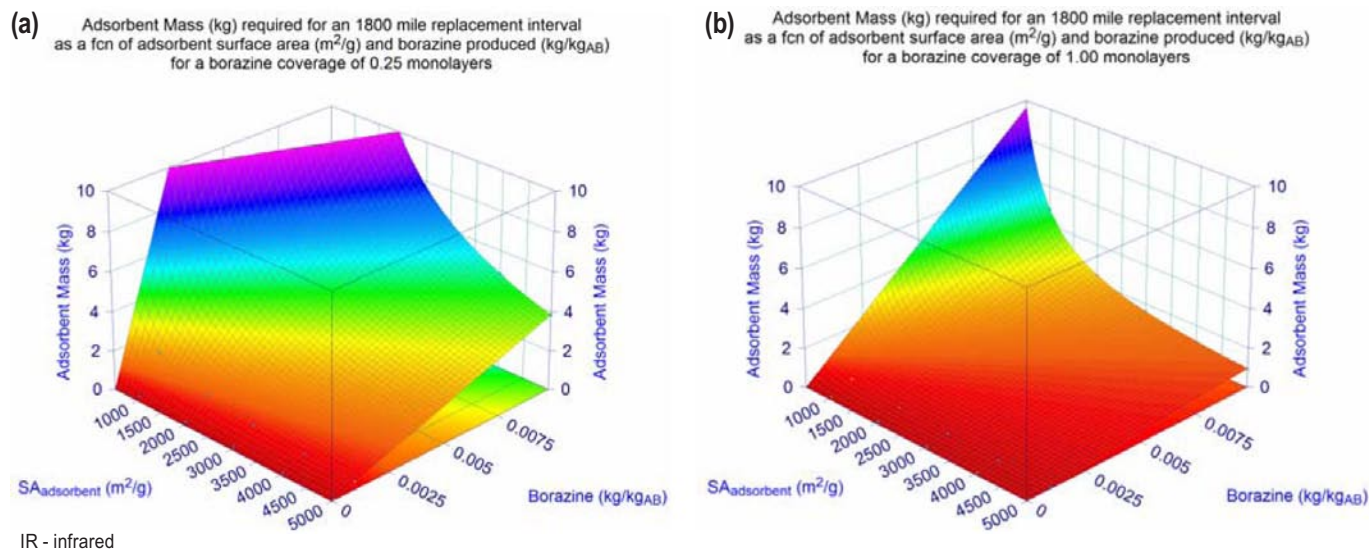 (a)
Adsorbent Mass (kg) required for an 1800 mile replacement interval
as a fcn of adsorbent surface area (m²/g) and borazine produced (kg/kgAB)
for a borazine coverage of 0.25 monolayers
10
8
6
4
2
0
Adsorbent Mass (kg)
10
8
6
4
2
0
Adsorbent Mass (kg)
1000
1500
2000
2500
3000
3500
4000
4500
5000
SAadsorbent (m²/g)
0
0.0025
0.005
0.0075
Borazine (kg/kgAB)
(b)
Adsorbent Mass (kg) required for an 1800 mile replacement interval
as a fcn of adsorbent surface area (m²/g) and borazine produced (kg/kgAB)
for a borazine coverage of 1.00 monolayers
10
8
6
4
2
0
Adsorbent Mass (kg)
10
8
6
4
2
0
Adsorbent Mass (kg)
1000
1500
2000
2500
3000
3500
4000
4500
5000
SAadsorbent (m²/g)
0
0.0025
0.005
0.0075
Borazine (kg/kgAB)
IR - infrared